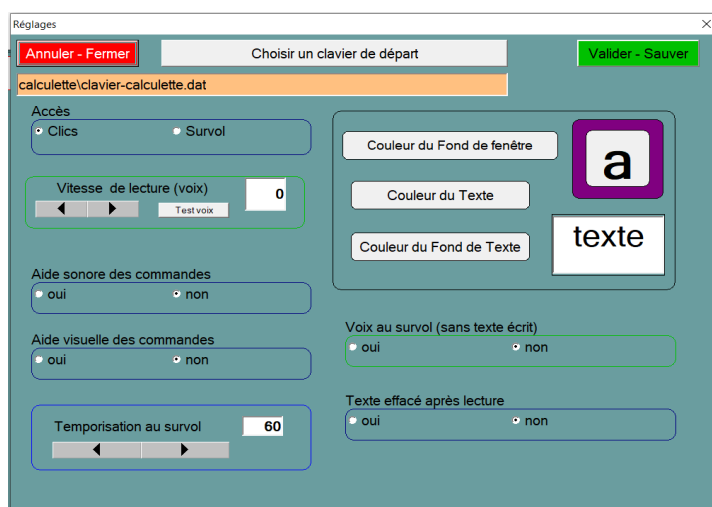 Réglages
Annuler - Fermer
Choisir un clavier de départ
Valider - Sauver
calculette\clavier-calculette.dat
Accès
Clics
Survol
Vitesse de lecture (voix)
0
Test voix
Couleur du Fond de fenêtre
a
Couleur du Texte
Couleur du Fond de Texte
texte
Aide sonore des commandes
oui
non
Aide visuelle des commandes
oui
non
Voix au survol (sans texte écrit)
oui
non
Temporisation au survol
60
Texte effacé après lecture
oui
non